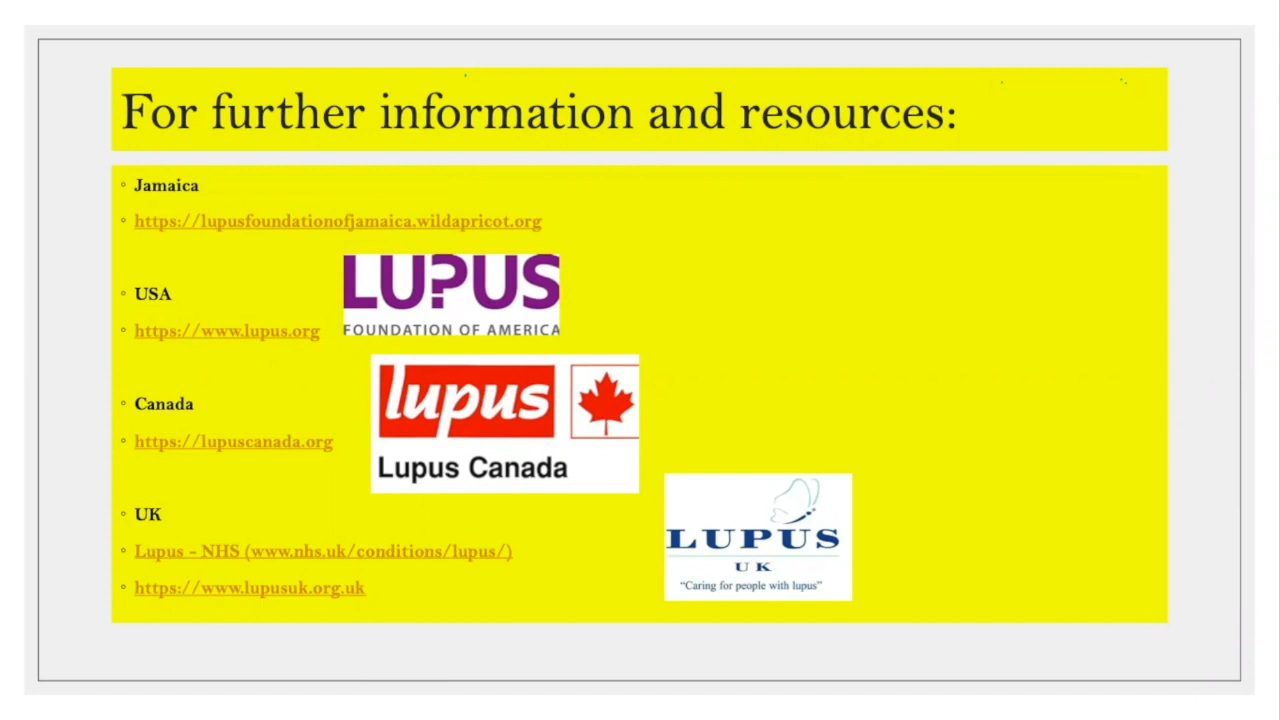 For further information and resources:
Jamaica
https://lupusfoundationofjamaica.wildapricot.org
USA
https://www.lupus.org
LUPUS
FOUNDATION OF AMERICA
Canada
https://lupuscanada.org
lupus
Lupus Canada
UK
Lupus - NHS (www.nhs.uk/conditions/lupus/)
https://www.lupusuk.org.uk
LUPUS
UK
“Caring for people with lupus”